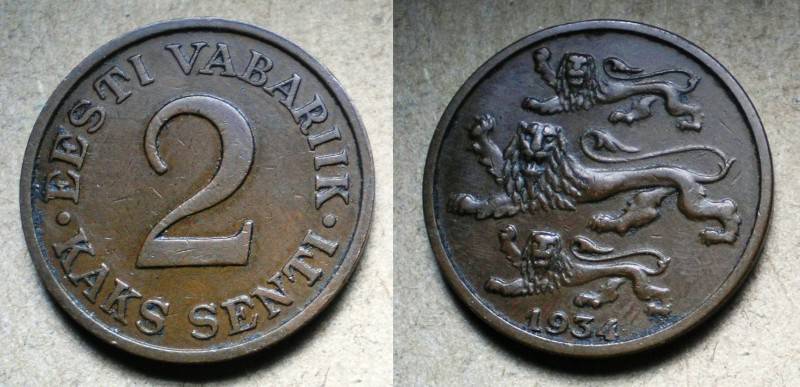 · EESTI VABARIIK ·
2
KAKS SENTI
1934